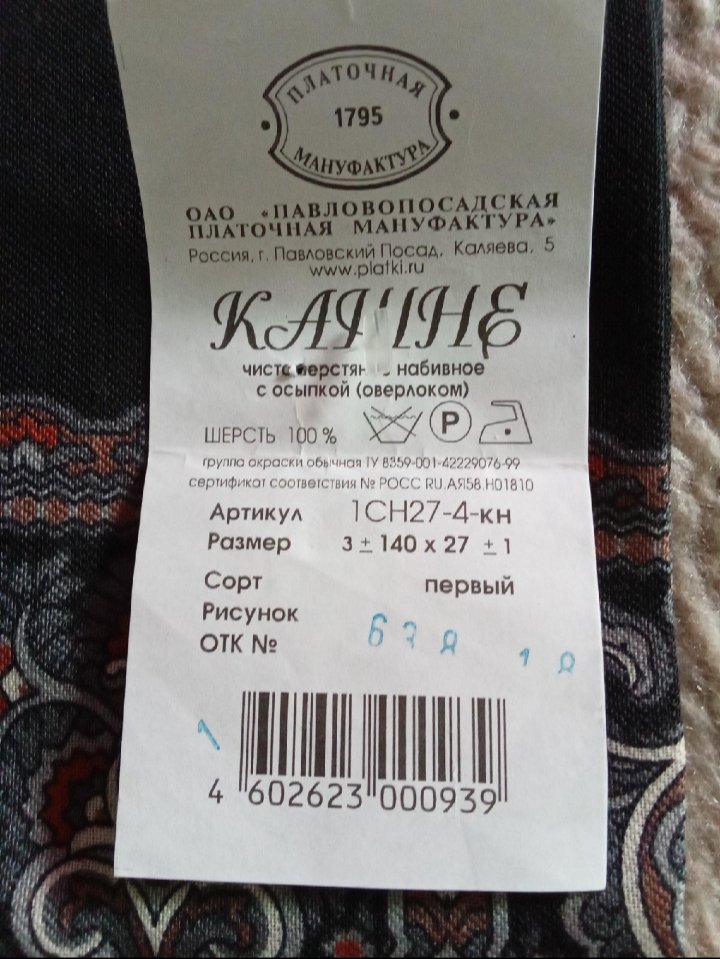 ПЛАТОЧНАЯ
1795
МАНУФАКТУРА
ОАО «ПАВЛОВОПОСАДСКАЯ
ПЛАТОЧНАЯ МАНУФАКТУРА»
Россия, г. Павловский Посад, Каляева, 5
www.platki.ru
КАШНЕ
набивное
с осыпкой (оверлоком)
ШЕРСТЬ 100 % P
группа окраски обычная ТУ 8359-001-42229076-99
сертификат соответствия № РОСС RU.АЯ58.Н01810
Артикул 1СН27-4-кн
Размер 3 ± 140 х 27 ± 1
Сорт первый
Рисунок
ОТК №
1
4 602623 000939